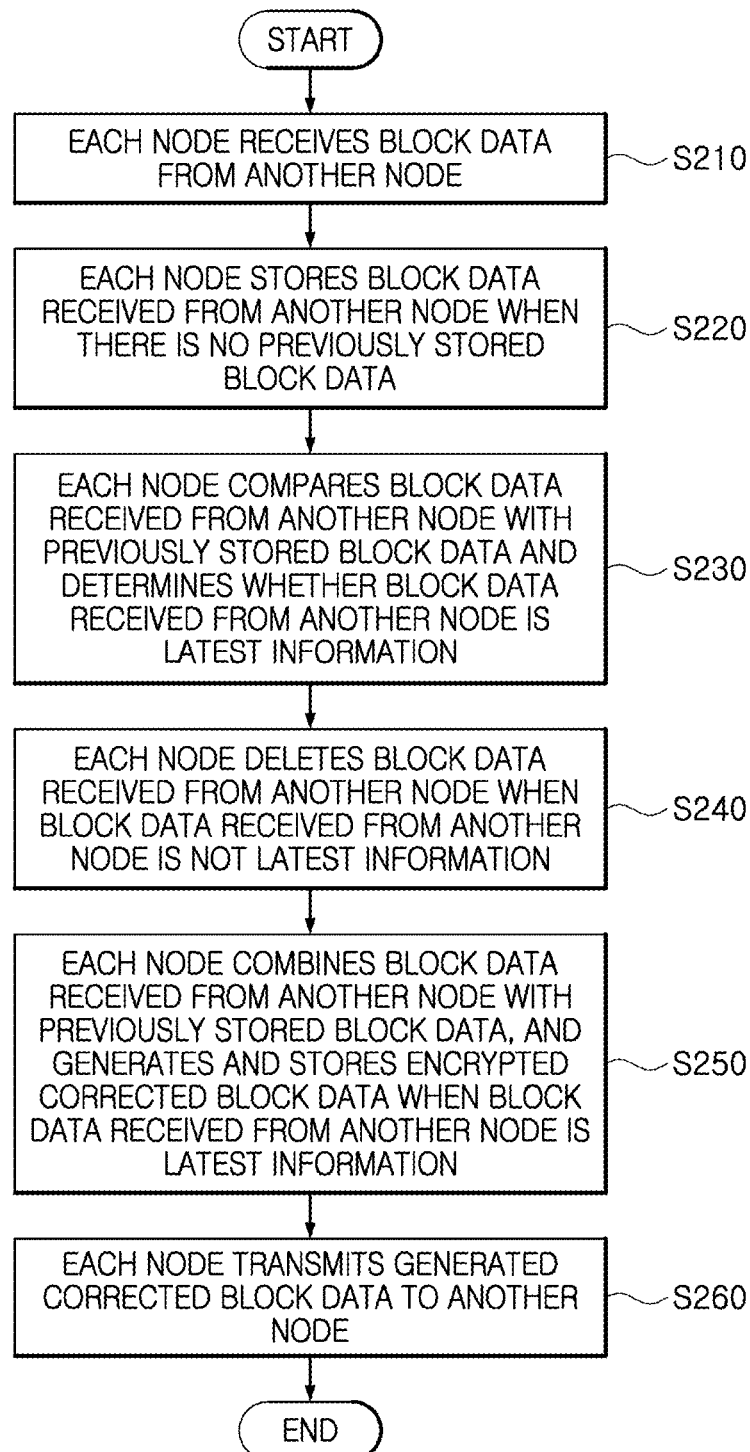 START
EACH NODE RECEIVES BLOCK DATA
FROM ANOTHER NODE
S210
EACH NODE STORES BLOCK DATA
RECEIVED FROM ANOTHER NODE WHEN
THERE IS NO PREVIOUSLY STORED
BLOCK DATA
S220
EACH NODE COMPARES BLOCK DATA
RECEIVED FROM ANOTHER NODE WITH
PREVIOUSLY STORED BLOCK DATA AND
DETERMINES WHETHER BLOCK DATA
RECEIVED FROM ANOTHER NODE IS
LATEST INFORMATION
S230
EACH NODE DELETES BLOCK DATA
RECEIVED FROM ANOTHER NODE WHEN
BLOCK DATA RECEIVED FROM ANOTHER
NODE IS NOT LATEST INFORMATION
S240
EACH NODE COMBINES BLOCK DATA
RECEIVED FROM ANOTHER NODE WITH
PREVIOUSLY STORED BLOCK DATA, AND
GENERATES AND STORES ENCRYPTED
CORRECTED BLOCK DATA WHEN BLOCK
DATA RECEIVED FROM ANOTHER NODE IS
LATEST INFORMATION
S250
EACH NODE TRANSMITS GENERATED
CORRECTED BLOCK DATA TO ANOTHER
NODE
S260
END